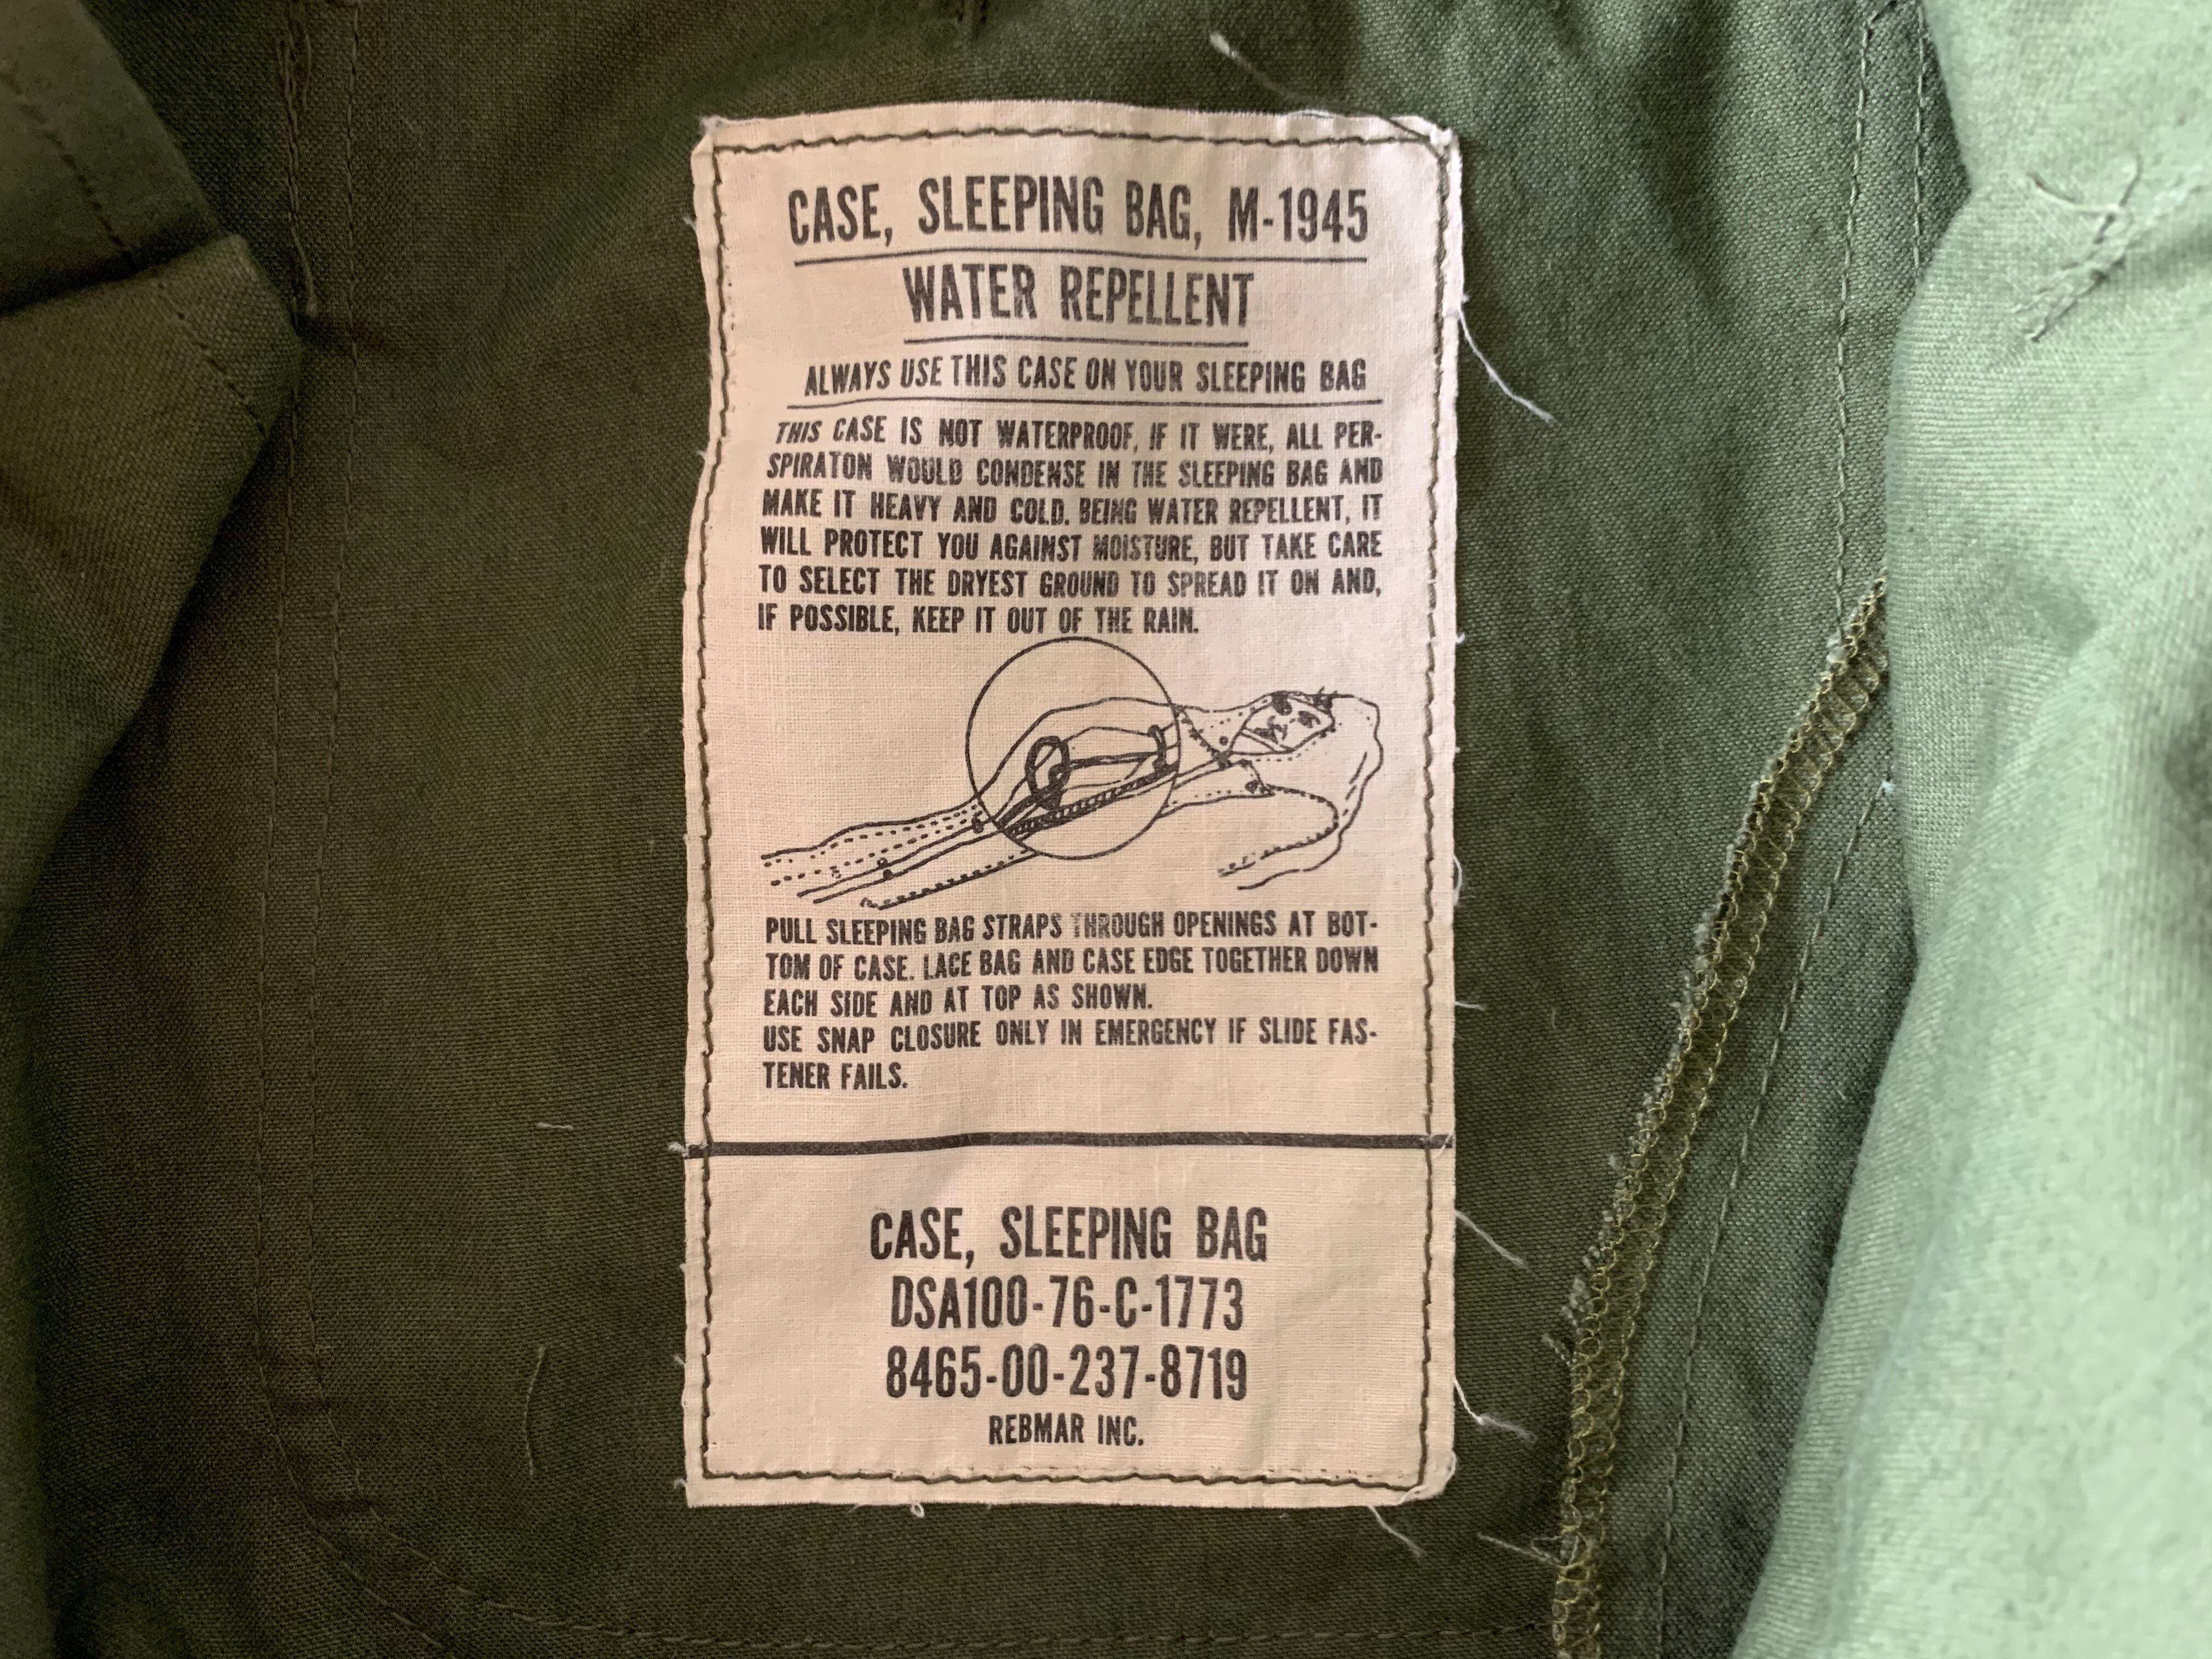 CASE, SLEEPING BAG, M-1945
WATER REPELLENT
ALWAYS USE THIS CASE ON YOUR SLEEPING BAG
THIS CASE IS NOT WATERPROOF, IF IT WERE, ALL PER-
SPIRATON WOULD CONDENSE IN THE SLEEPING BAG AND
MAKE IT HEAVY AND COLD. BEING WATER REPELLENT, IT
WILL PROTECT YOU AGAINST MOISTURE, BUT TAKE CARE
TO SELECT THE DRYEST GROUND TO SPREAD IT ON AND,
IF POSSIBLE, KEEP IT OUT OF THE RAIN.
PULL SLEEPING BAG STRAPS THROUGH OPENINGS AT BOT-
TOM OF CASE. LACE BAG AND CASE EDGE TOGETHER DOWN
EACH SIDE AND AT TOP AS SHOWN.
USE SNAP CLOSURE ONLY IN EMERGENCY IF SLIDE FAS-
TENER FAILS.
CASE, SLEEPING BAG
DSA100-76-C-1773
8465-00-237-8719
REBMAR INC.